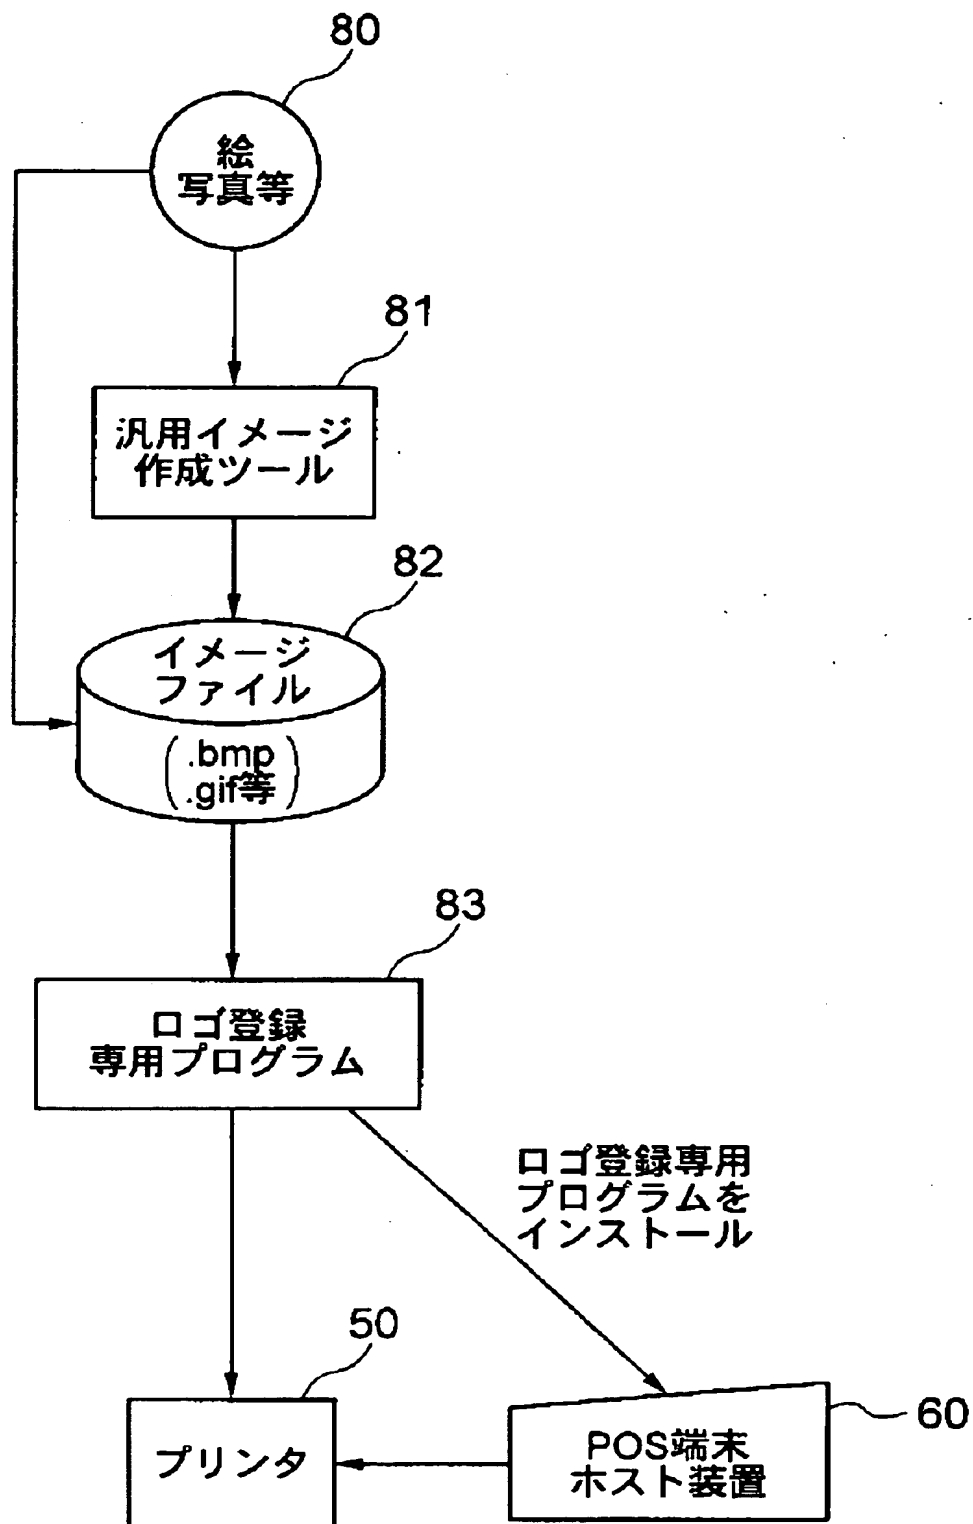 80
絵
写真等
81
汎用イメージ
作成ツール
82
イメージ
ファイル
(.bmp
.gif等)
83
ロゴ登録
専用プログラム
ロゴ登録専用
プログラムを
インストール
50
プリンタ
60
POS端末
ホスト装置